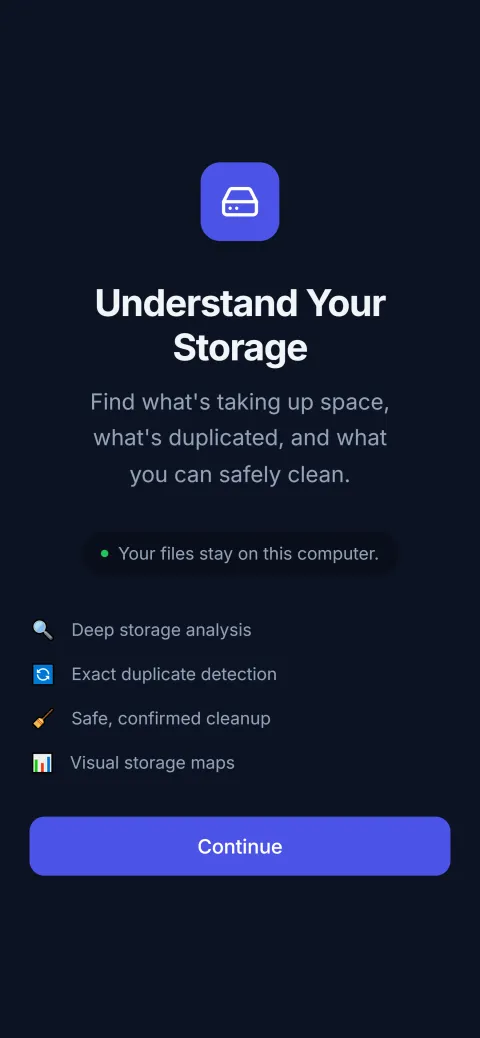 Understand Your
Storage
Find what's taking up space,
what's duplicated, and what
you can safely clean.
Your files stay on this computer.
Deep storage analysis
Exact duplicate detection
Safe, confirmed cleanup
Visual storage maps
Continue